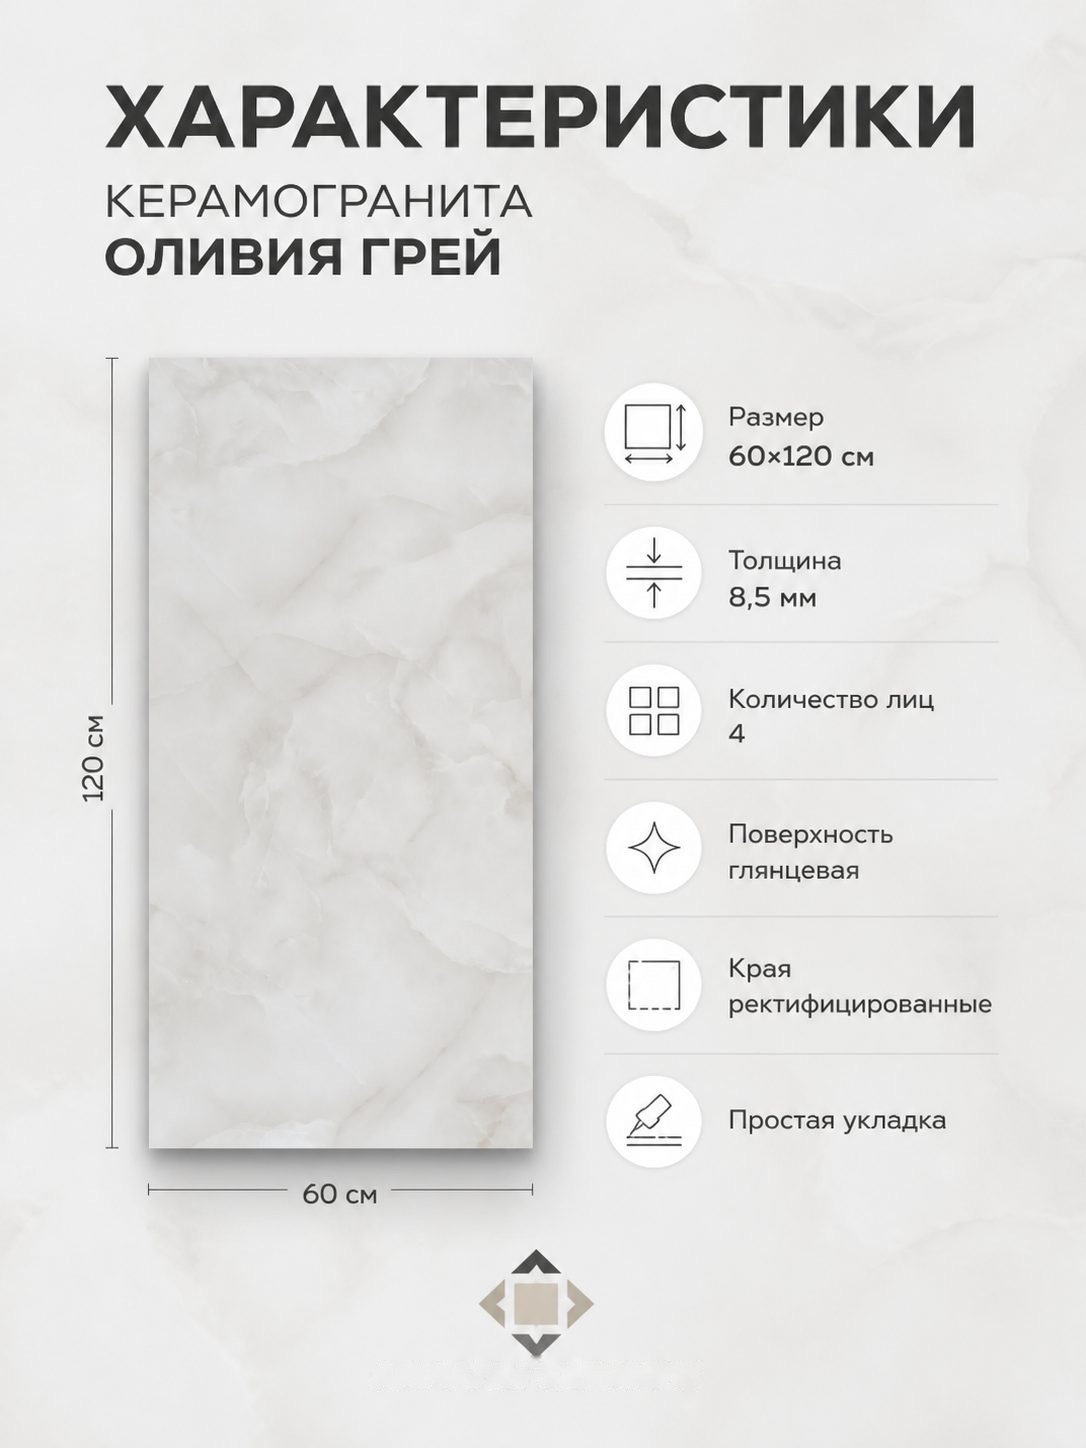 ХАРАКТЕРИСТИКИ
КЕРАМОГРАНИТА
ОЛИВИЯ ГРЕЙ
120 см
60 см
Размер
60×120 см
Толщина
8,5 мм
Количество лиц
4
Поверхность
глянцевая
Края
ректифицированные
Простая укладка